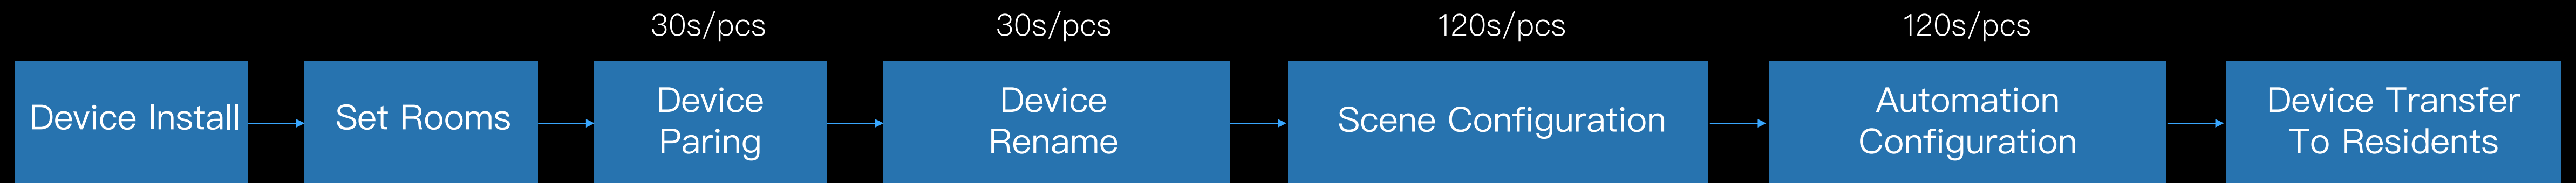 30s/pcs
30s/pcs
120s/pcs
120s/pcs
Device Install
Set Rooms
Device
Paring
Device
Rename
Scene Configuration
Automation
Configuration
Device Transfer
To Residents